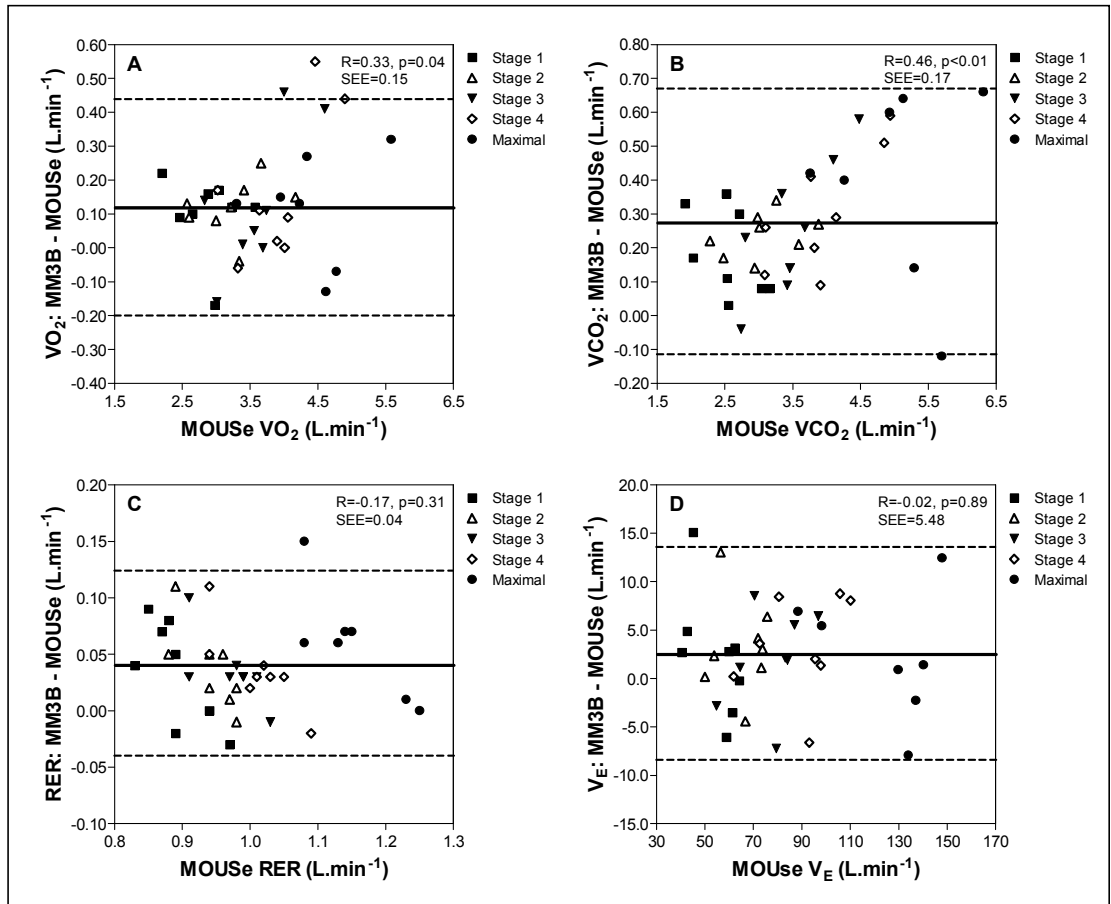 A
R=0.33, p=0.04
SEE=0.15
Stage 1
Stage 2
Stage 3
Stage 4
Maximal
0.60
0.50
0.40
0.30
0.20
0.10
-0.00
-0.10
-0.20
-0.30
-0.40
VO₂: MM3B - MOUSe (L.min⁻¹)
1.5 2.5 3.5 4.5 5.5 6.5
MOUSe VO₂ (L.min⁻¹)
B
R=0.46, p<0.01
SEE=0.17
Stage 1
Stage 2
Stage 3
Stage 4
Maximal
0.80
0.70
0.60
0.50
0.40
0.30
0.20
0.10
0.00
-0.10
-0.20
VCO₂: MM3B - MOUSe (L.min⁻¹)
1.5 2.5 3.5 4.5 5.5 6.5
MOUSe VCO₂ (L.min⁻¹)
C
R=-0.17, p=0.31
SEE=0.04
Stage 1
Stage 2
Stage 3
Stage 4
Maximal
0.20
0.15
0.10
0.05
0.00
-0.05
-0.10
RER: MM3B - MOUSe (L.min⁻¹)
0.8 0.9 1.0 1.1 1.2 1.3
MOUSe RER (L.min⁻¹)
D
R=-0.02, p=0.89
SEE=5.48
Stage 1
Stage 2
Stage 3
Stage 4
Maximal
20.0
15.0
10.0
5.0
0.0
-5.0
-10.0
-15.0
V_E: MM3B - MOUSe (L.min⁻¹)
30 50 70 90 110 130 150 170
MOUse V_E (L.min⁻¹)